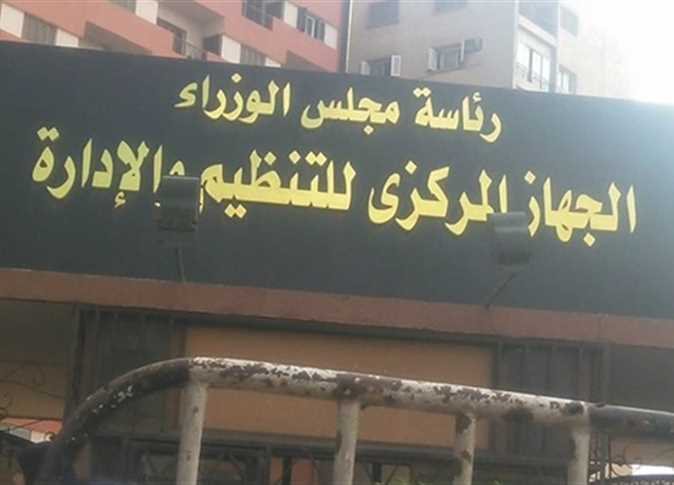 رئاسة مجلس الوزراء
الجهاز المركزى للتنظيم والإدارة